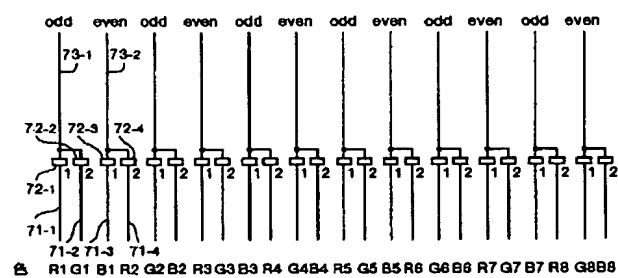 odd even odd even odd even odd even odd even odd even
73-1 73-2
72-2 72-3 72-4
1 2 1 2 1 2 1 2 1 2 1 2 1 2 1 2 1 2 1 2 1 2 1 2
72-1
71-1
71-2 71-3 71-4
色 R1 G1 B1 R2 G2 B2 R3 G3 B3 R4 G4 B4 R5 G5 B5 R6 G6 B6 R7 G7 B7 R8 G8 B8